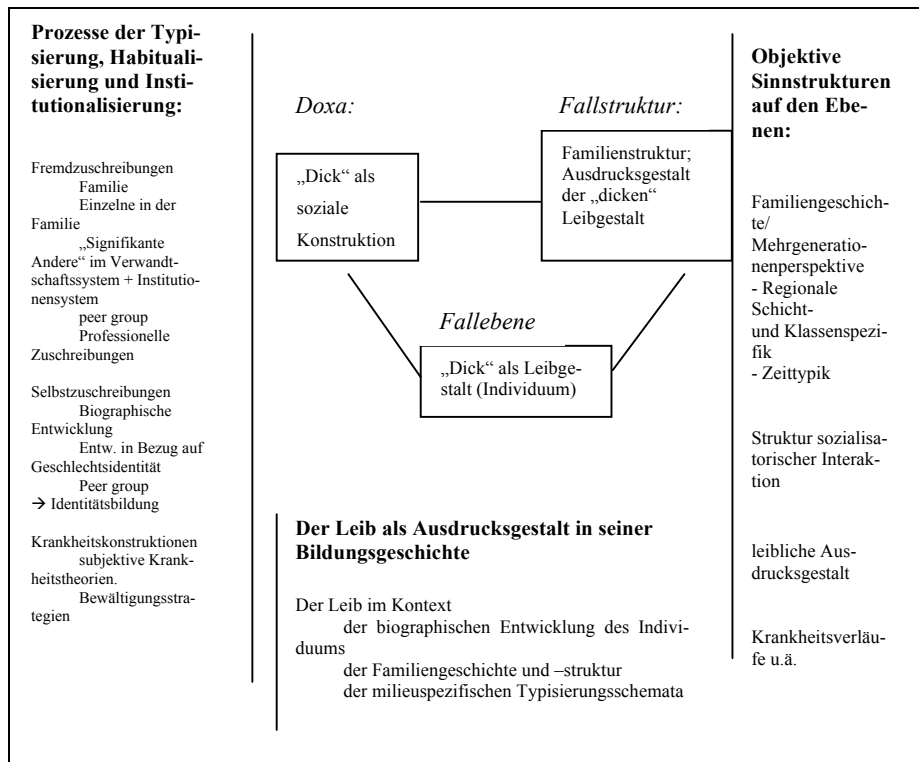 Prozesse der Typi-
sierung, Habituali-
sierung und Insti-
tutionalisierung:
Fremdzuschreibungen
Familie
Einzelne in der
Familie
„Signifikante
Andere“ im Verwandt-
schaftssystem + Institutio-
nensystem
peer group
Professionelle
Zuschreibungen
Selbstzuschreibungen
Biographische
Entwicklung
Entw. in Bezug auf
Geschlechtsidentität
Peer group
→ Identitätsbildung
Krankheitskonstruktionen
subjektive Krank-
heitstheorien.
Bewältigungsstra-
tegien
Doxa:
„Dick“ als
soziale
Konstruktion
Fallstruktur:
Familienstruktur;
Ausdrucksgestalt
der „dicken“
Leibgestalt
Fallebene
„Dick“ als Leibge-
stalt (Individuum)
Der Leib als Ausdrucksgestalt in seiner
Bildungsgeschichte
Der Leib im Kontext
der biographischen Entwicklung des Indivi-
duums
der Familiengeschichte und –struktur
der milieuspezifischen Typisierungsschemata
Objektive
Sinnstrukturen
auf den Ebe-
nen:
Familiengeschich-
te/
Mehrgeneratio-
nenperspektive
- Regionale
Schicht-
und Klassenspezi-
fik
- Zeittypik
Struktur sozialisa-
torischer Interak-
tion
leibliche Aus-
drucksgestalt
Krankheitsverläu-
fe u.ä.